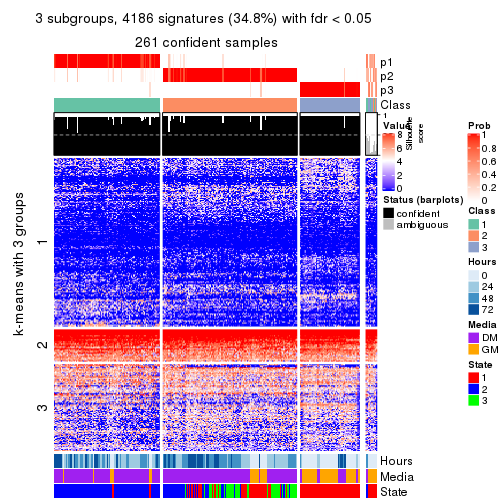 3 subgroups, 4186 signatures (34.8%) with fdr < 0.05
261 confident samples
p1
p2
p3
Class
1
Silhouette
score
k-means with 3 groups
1
2
3
Hours
Media
State
Value
8
6
4
2
0
Status (barplots)
confident
ambiguous
Prob
1
0.8
0.6
0.4
0.2
0
Class
1
2
3
Hours
0
24
48
72
Media
DM
GM
State
1
2
3